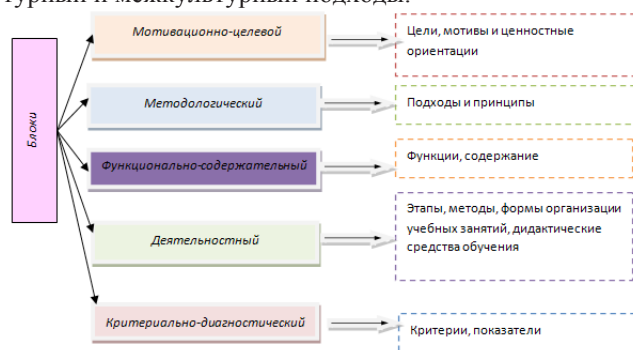 турный и межкультурный подходы.
Блоки
Мотивационно-целевой
Цели, мотивы и ценностные
ориентации
Методологический
Подходы и принципы
Функционально-содержательный
Функции, содержание
Деятельностный
Этапы, методы, формы организации
учебных занятий, дидактические
средства обучения
Критериально-диагностический
Критерии, показатели